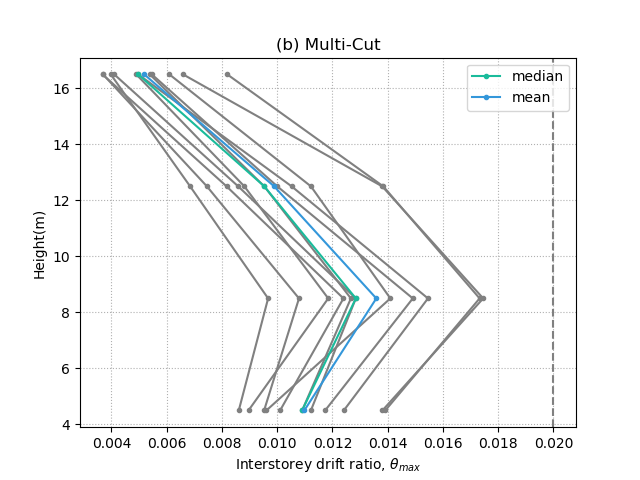 (b) Multi-Cut
median
mean
Height(m)
16
14
12
10
8
6
4
0.004 0.006 0.008 0.010 0.012 0.014 0.016 0.018 0.020
Interstorey drift ratio, θmax